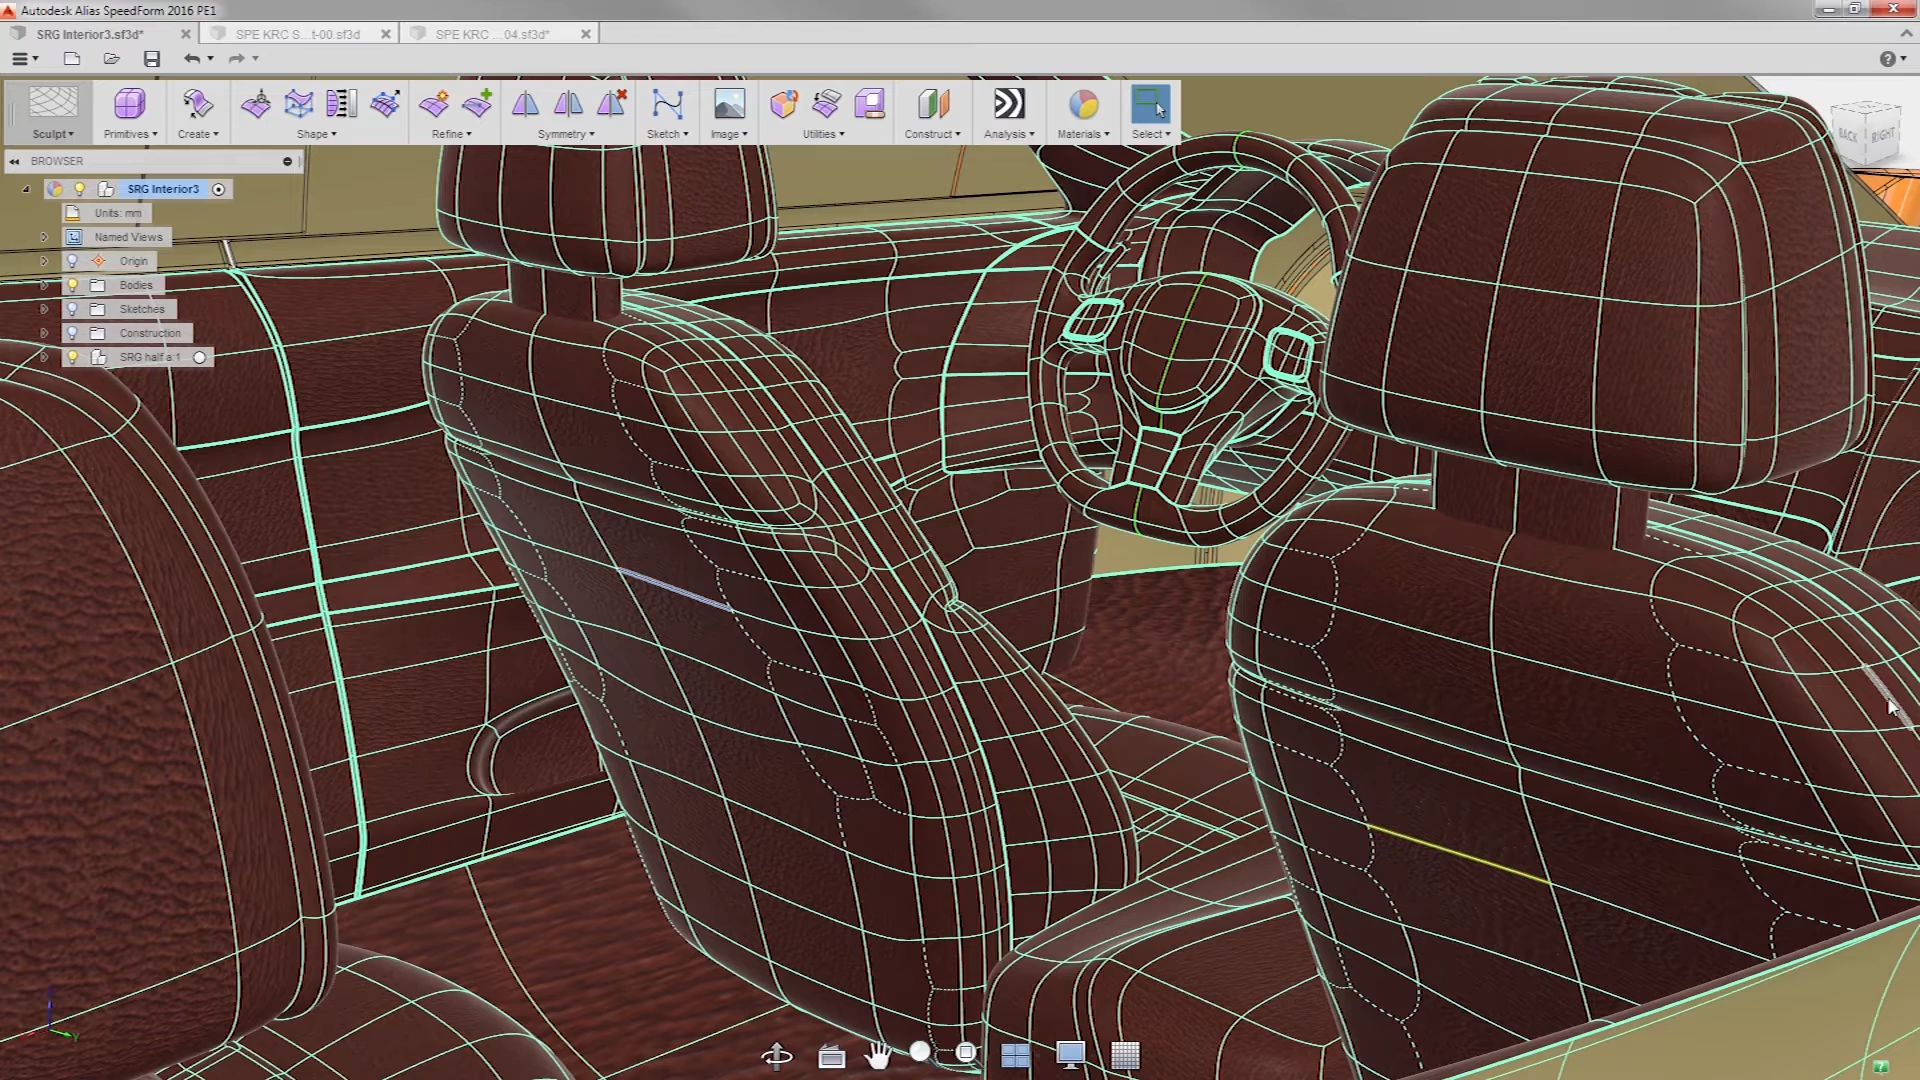 Autodesk Alias SpeedForm 2016 PE1
SRG Interior3.sf3d*
SPE KRC S...t-00.sf3d
SPE KRC ...04.sf3d*
Sculpt
Primitives
Create
Shape
Refine
Symmetry
Sketch
Image
Utilities
Construct
Analysis
Materials
Select
BACK
RIGHT
BROWSER
SRG Interior3
Units: mm
Named Views
Origin
Bodies
Sketches
Construction
SRG half a:1
Y